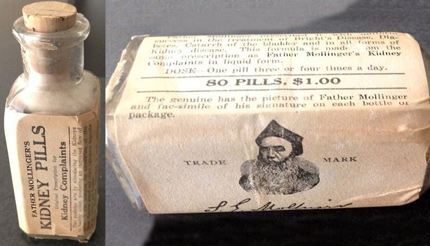 FATHER MOLLINGER'S
KIDNEY PILLS
Kidney Complaints
success in the treatment of Bright's Disease, Dia-
betes, Catarrh of the bladder and in all forms of
Kidney disease. This formula is made on the
same prescription as Father Mollinger's Kidney
Complaints in liquid form.
DOSE—One pill three or four times a day.
80 PILLS, $1.00
The genuine has the picture of Father Mollinger
and fac-simile of his signature on each bottle or
package.
TRADE MARK